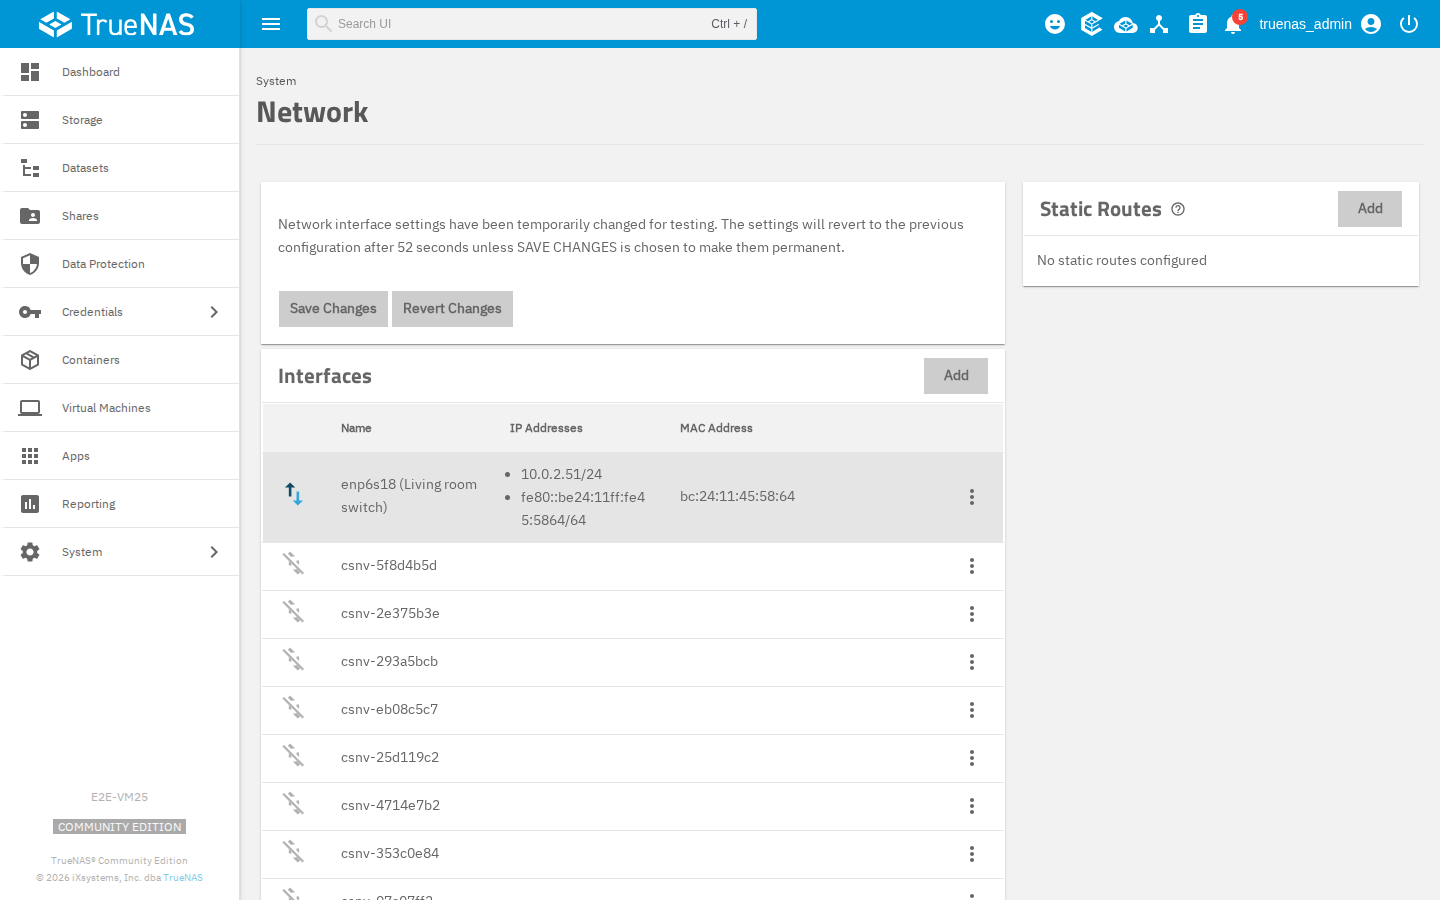 TrueNAS
Search UI
Ctrl + /
5
truenas_admin
Dashboard
Storage
Datasets
Shares
Data Protection
Credentials
Containers
Virtual Machines
Apps
Reporting
System
E2E-VM25
COMMUNITY EDITION
TrueNAS® Community Edition
© 2026 iXsystems, Inc. dba TrueNAS
System
Network
Network interface settings have been temporarily changed for testing. The settings will revert to the previous
configuration after 52 seconds unless SAVE CHANGES is chosen to make them permanent.
Save Changes
Revert Changes
Interfaces
Add
Name
IP Addresses
MAC Address
enp6s18 (Living room
switch)
10.0.2.51/24
fe80::be24:11ff:fe4
5:5864/64
bc:24:11:45:58:64
csnv-5f8d4b5d
csnv-2e375b3e
csnv-293a5bcb
csnv-eb08c5c7
csnv-25d119c2
csnv-4714e7b2
csnv-353c0e84
Static Routes
Add
No static routes configured